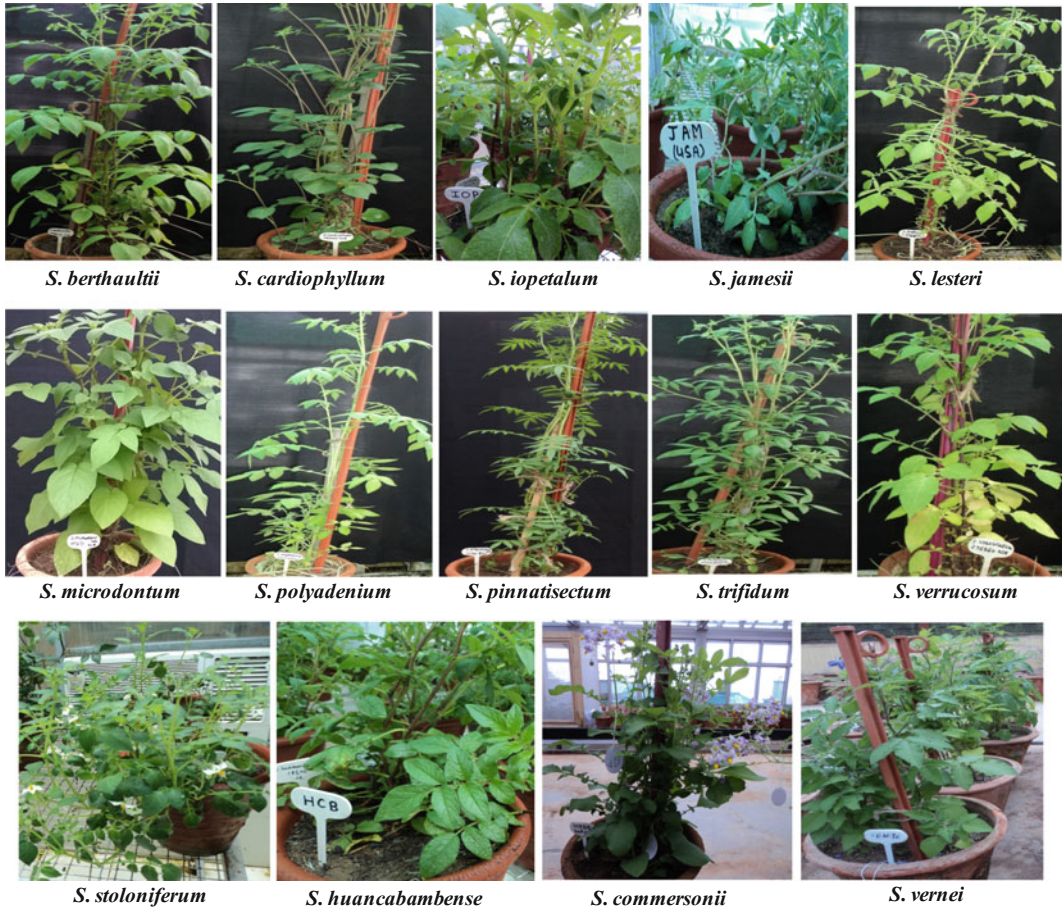 IOP
JAM
(USA)
S. berthaultii
S. cardiophyllum
S. iopetalum
S. jamesii
S. lesteri
S. microdontum
S. polyadenium
S. pinnatisectum
S. trifidum
S. verrucosum
HCB
S. stoloniferum
S. huancabambense
S. commersonii
S. vernei